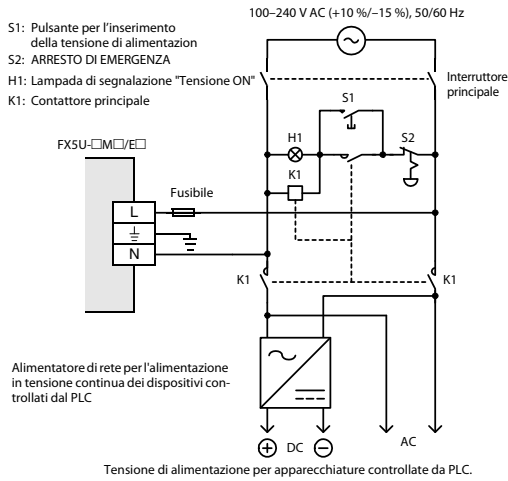 100–240 V AC (+10 %/–15 %), 50/60 Hz
S1: Pulsante per l'inserimento
della tensione di alimentazion
S2: ARRESTO DI EMERGENZA
H1: Lampada di segnalazione "Tensione ON"
K1: Contattore principale
Interruttore
principale
S1
S2
H1
K1
FX5U-□M□/E□
Fusibile
L
N
K1
K1
Alimentatore di rete per l'alimentazione
in tensione continua dei dispositivi con-
trollati dal PLC
+ DC −
AC
Tensione di alimentazione per apparecchiature controllate da PLC.